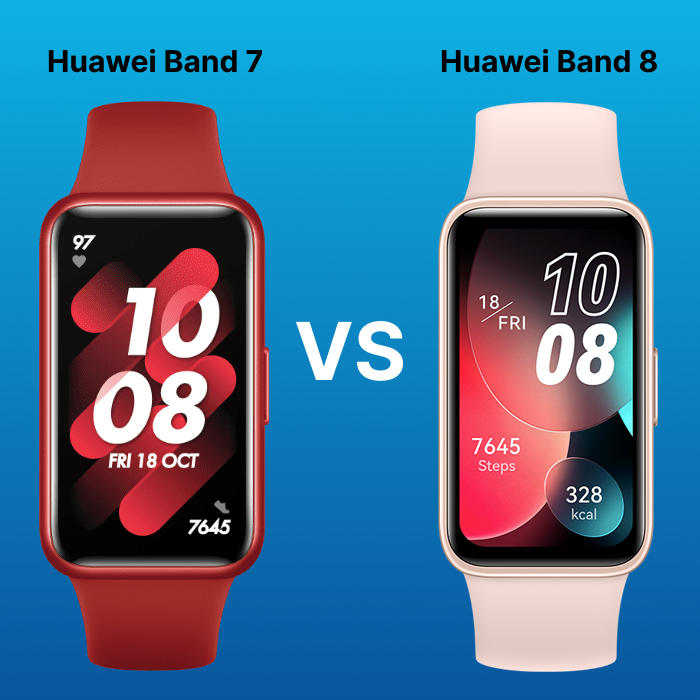 Huawei Band 7
Huawei Band 8
97
10
08
FRI 18 OCT
7645
VS
10
08
18/
FRI
7645
Steps
328
kcal